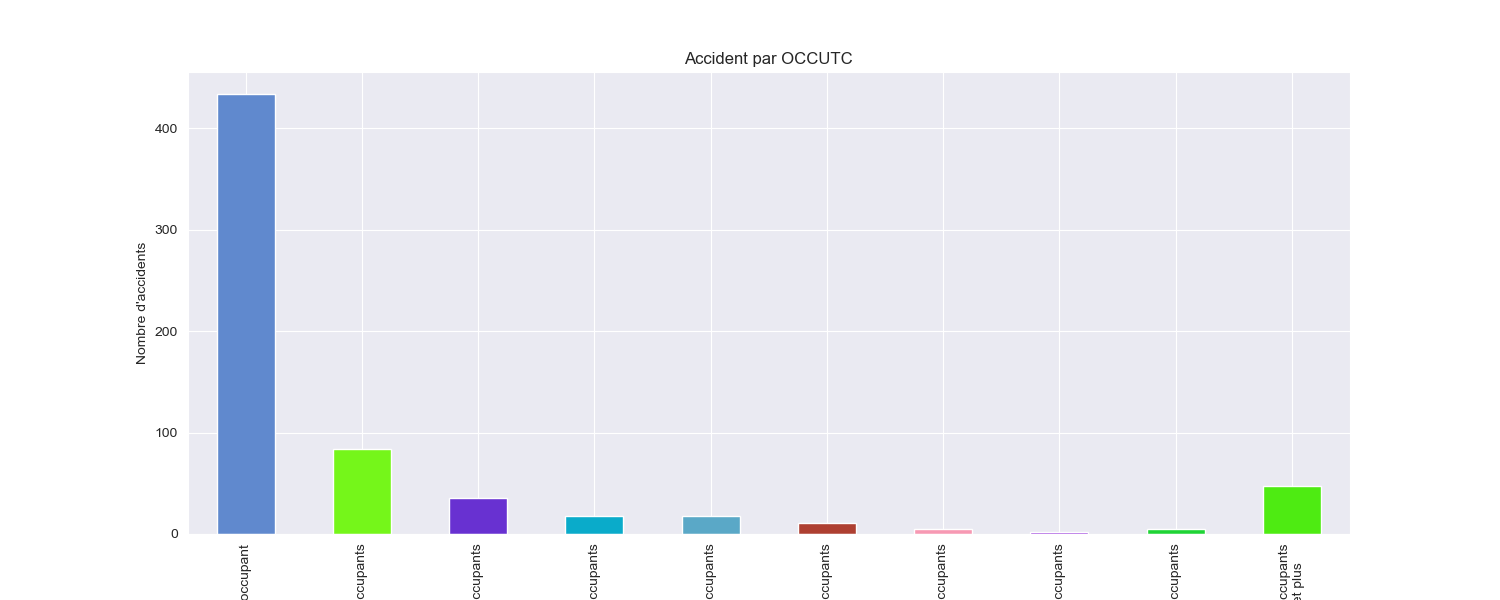 Accident par OCCUTC
Nombre d'accidents
400
300
200
100
0
occupant
ccupants
ccupants
ccupants
ccupants
ccupants
ccupants
ccupants
ccupants
ccupants
et plus